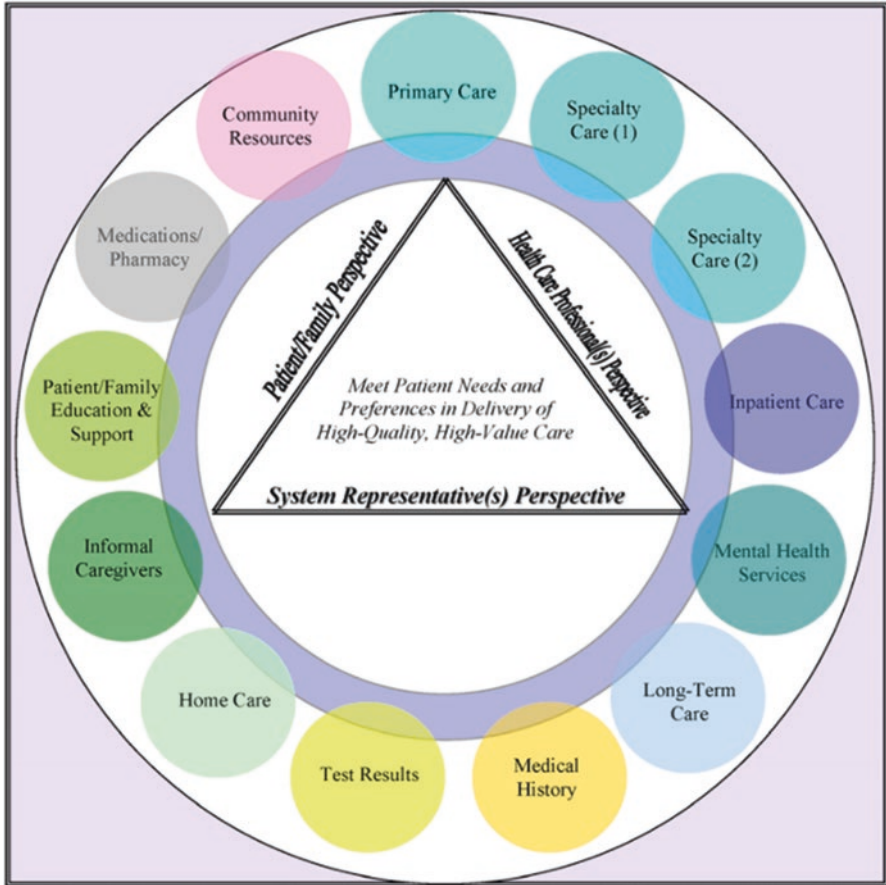 Primary Care
Specialty
Care (1)
Specialty
Care (2)
Inpatient Care
Mental Health
Services
Long-Term
Care
Medical
History
Test Results
Home Care
Informal
Caregivers
Patient/Family
Education &
Support
Medications/
Pharmacy
Community
Resources
Patient/Family Perspective
Health Care Professional(s) Perspective
Meet Patient Needs and
Preferences in Delivery of
High-Quality, High-Value Care
System Representative(s) Perspective